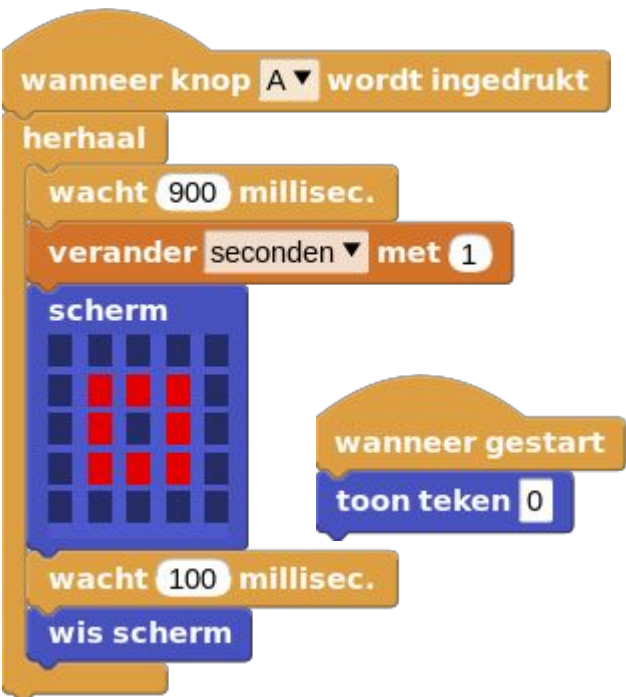 wanneer knop A ▼ wordt ingedrukt
herhaal
wacht 900 millisec.
verander seconden ▼ met 1
scherm
wacht 100 millisec.
wis scherm
wanneer gestart
toon teken 0